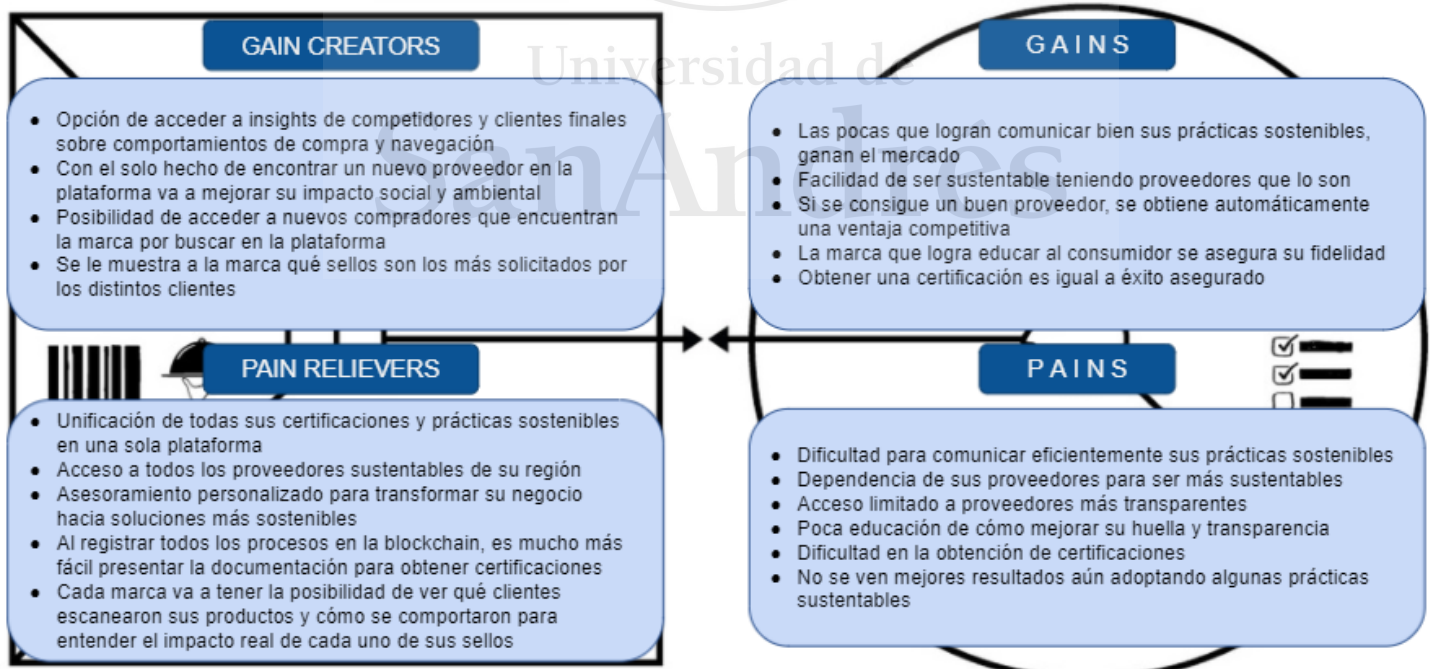 GAIN CREATORS
• Opción de acceder a insights de competidores y clientes finales
sobre comportamientos de compra y navegación
• Con el solo hecho de encontrar un nuevo proveedor en la
plataforma va a mejorar su impacto social y ambiental
• Posibilidad de acceder a nuevos compradores que encuentran
la marca por buscar en la plataforma
• Se le muestra a la marca qué sellos son los más solicitados por
los distintos clientes
PAIN RELIEVERS
• Unificación de todas sus certificaciones y prácticas sostenibles
en una sola plataforma
• Acceso a todos los proveedores sustentables de su región
• Asesoramiento personalizado para transformar su negocio
hacia soluciones más sostenibles
• Al registrar todos los procesos en la blockchain, es mucho más
fácil presentar la documentación para obtener certificaciones
• Cada marca va a tener la posibilidad de ver qué clientes
escanearon sus productos y cómo se comportaron para
entender el impacto real de cada uno de sus sellos
GAINS
• Las pocas que logran comunicar bien sus prácticas sostenibles,
ganan el mercado
• Facilidad de ser sustentable teniendo proveedores que lo son
• Si se consigue un buen proveedor, se obtiene automáticamente
una ventaja competitiva
• La marca que logra educar al consumidor se asegura su fidelidad
• Obtener una certificación es igual a éxito asegurado
PAINS
• Dificultad para comunicar eficientemente sus prácticas sostenibles
• Dependencia de sus proveedores para ser más sustentables
• Acceso limitado a proveedores más transparentes
• Poca educación de cómo mejorar su huella y transparencia
• Dificultad en la obtención de certificaciones
• No se ven mejores resultados aún adoptando algunas prácticas
sustentables
Universidad de
SanAndrés